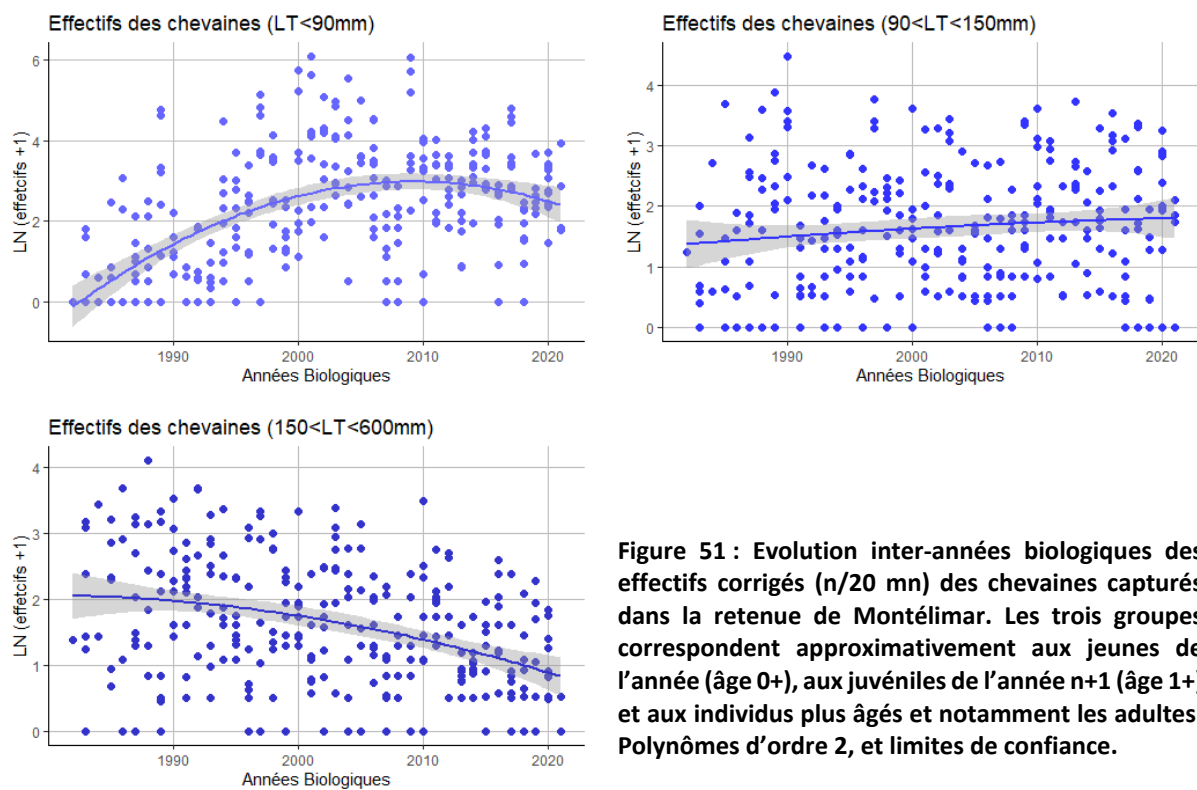 Effectifs des chevaines (LT<90mm)
LN (effetcifs +1)
6
4
2
0
1990
2000
2010
2020
Années Biologiques
Effectifs des chevaines (90<LT<150mm)
LN (effetcifs +1)
4
3
2
1
0
1990
2000
2010
2020
Années Biologiques
Effectifs des chevaines (150<LT<600mm)
LN (effetcifs +1)
4
3
2
1
0
1990
2000
2010
2020
Années Biologiques
Figure 51 : Evolution inter-années biologiques des
effectifs corrigés (n/20 mn) des chevaines capturés
dans la retenue de Montélimar. Les trois groupes
correspondent approximativement aux jeunes de
l'année (âge 0+), aux juvéniles de l'année n+1 (âge 1+)
et aux individus plus âgés et notamment les adultes.
Polynômes d'ordre 2, et limites de confiance.